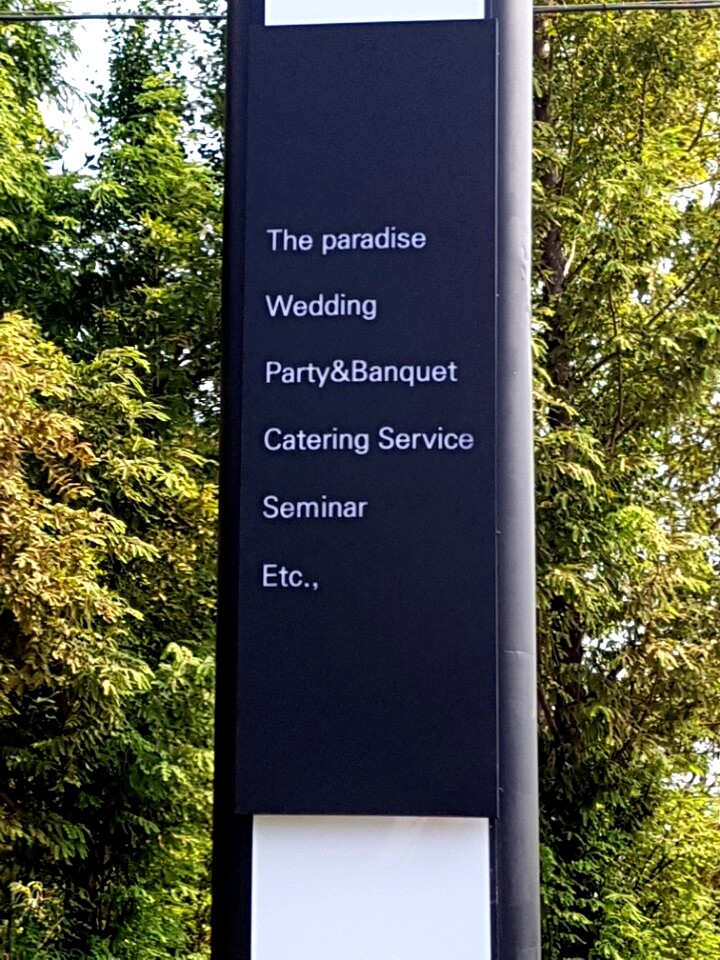 The paradise
Wedding
Party&Banquet
Catering Service
Seminar
Etc.,